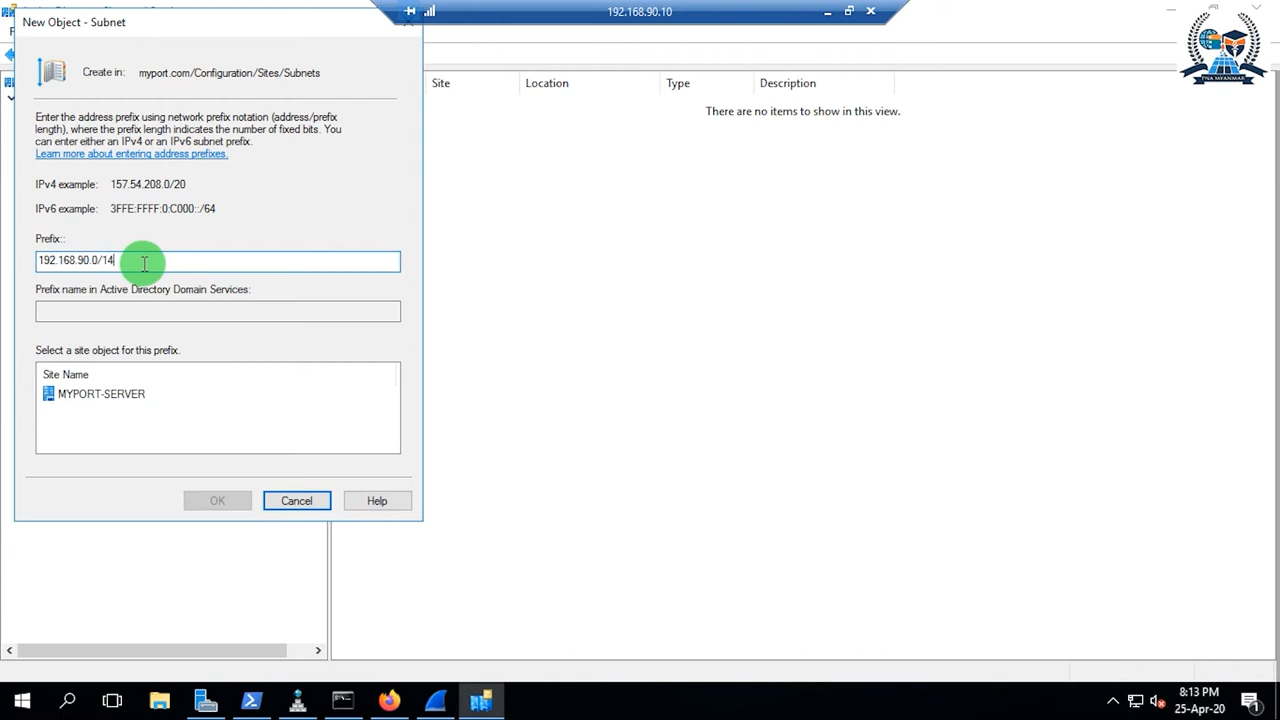 New Object - Subnet
192.168.90.10
Create in: myport.com/Configuration/Sites/Subnets
Enter the address prefix using network prefix notation (address/prefix
length), where the prefix length indicates the number of fixed bits. You
can enter either an IPv4 or an IPv6 subnet prefix.
Learn more about entering address prefixes.
IPv4 example: 157.54.208.0/20
IPv6 example: 3FFE:FFFF:0:C000::/64
Prefix::
192.168.90.0/14
Prefix name in Active Directory Domain Services:
Select a site object for this prefix.
Site Name
MYPORT-SERVER
OK Cancel Help
Site Location Type Description
There are no items to show in this view.
PNA MYANMAR
8:13 PM
25-Apr-20
1